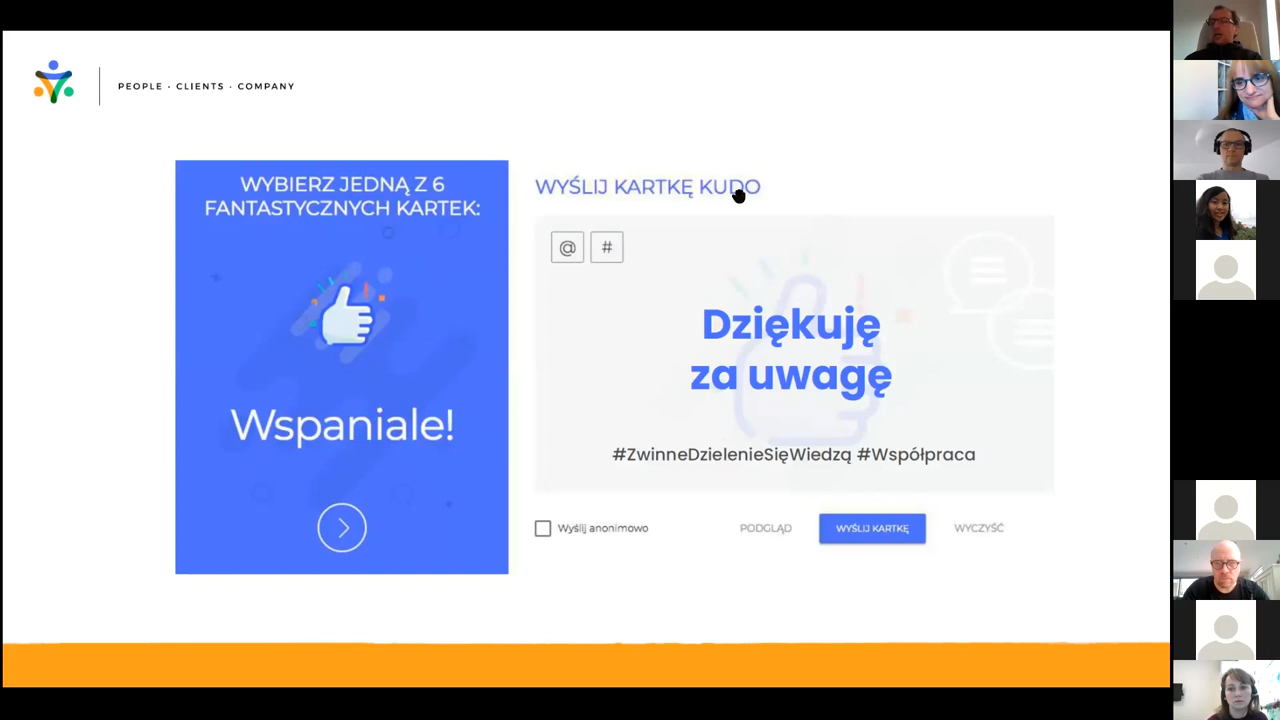 PEOPLE · CLIENTS · COMPANY
WYBIERZ JEDNĄ Z 6
FANTASTYCZNYCH KARTEK:
Wspaniale!
WYŚLIJ KARTKĘ KUDO
@ #
Dziękuję
za uwagę
#ZwinneDzielenieSięWiedzą #Współpraca
Wyślij anonimowo
PODGLĄD
WYŚLIJ KARTKĘ
WYCZYŚĆ